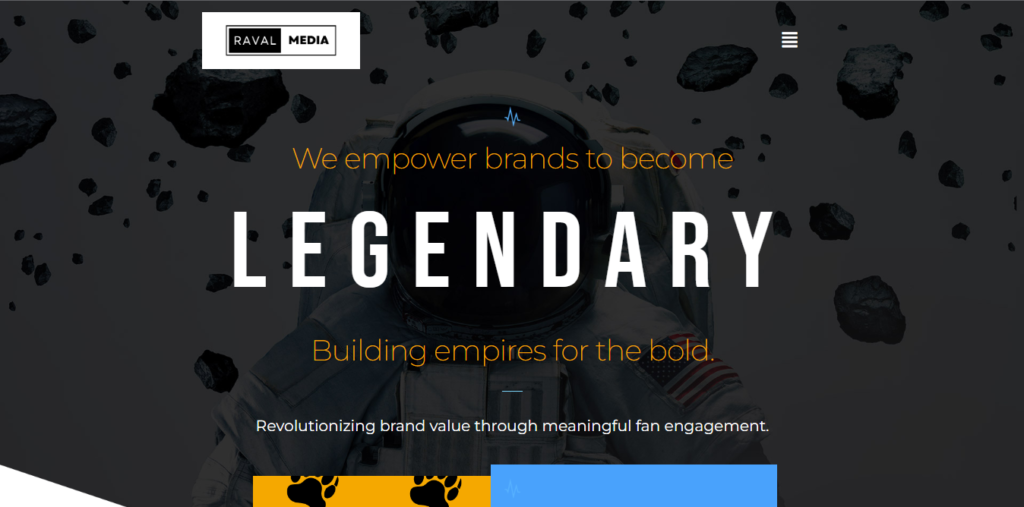 RAVAL MEDIA
We empower brands to become
LEGENDARY
Building empires for the bold.
Revolutionizing brand value through meaningful fan engagement.